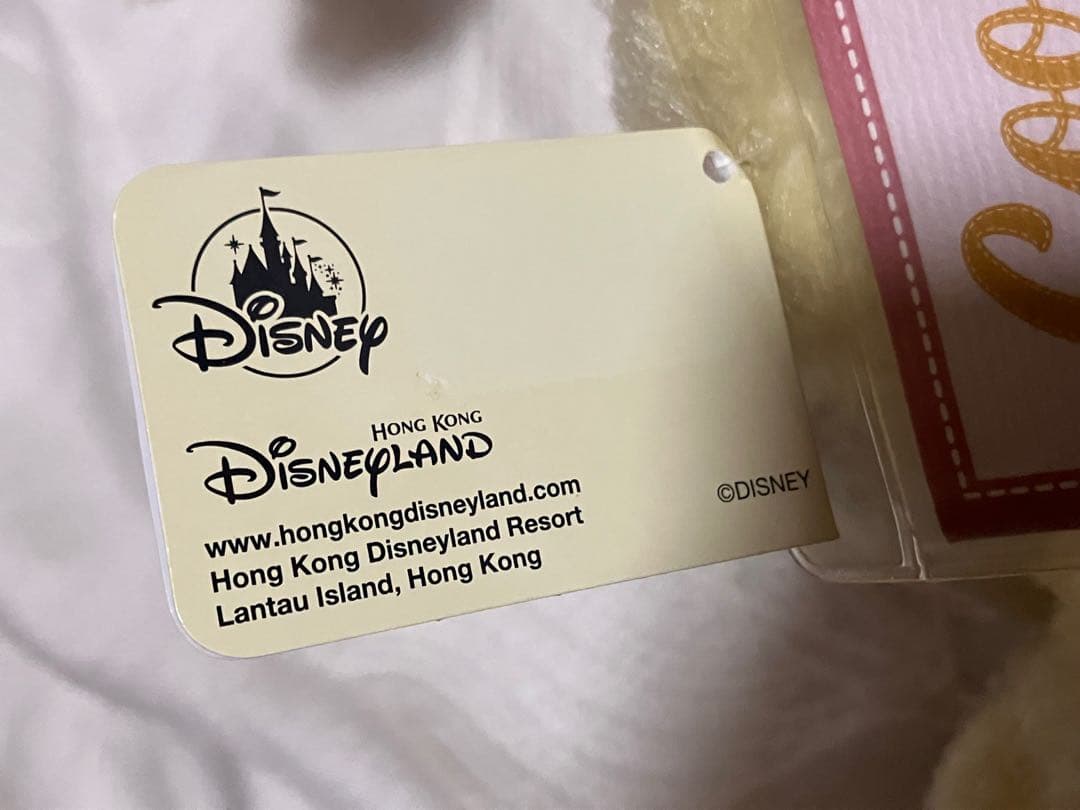 Disney
HONG KONG
Disneyland
www.hongkongdisneyland.com
Hong Kong Disneyland Resort
Lantau Island, Hong Kong
©DISNEY